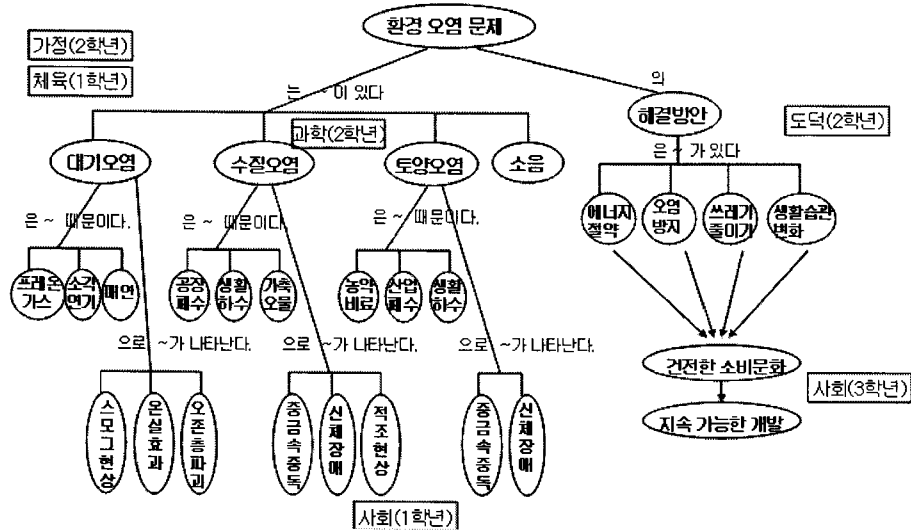 환경 오염 문제
가정(2학년)
체육(1학년)
는 ~ 이 있다
의
과학(2학년)
해결방안
도덕(2학년)
은 ~ 가 있다
대기오염
수질오염
토양오염
소음
에너지
절약
오염
방지
쓰레기
줄이기
생활습관
변화
은 ~ 때문이다.
은 ~ 때문이다.
은 ~ 때문이다.
프레온
가스
소각
연기
매연
공장
폐수
생활
하수
가축
오물
농약
비료
산업
폐수
생활
하수
으로 ~가 나타난다.
으로 ~가 나타난다.
으로 ~가 나타난다.
건전한 소비문화
사회(3학년)
지속 가능한 개발
스모그현상
온실효과
오존층파괴
중금속중독
신체장애
적조현상
중금속중독
신체장애
사회(1학년)